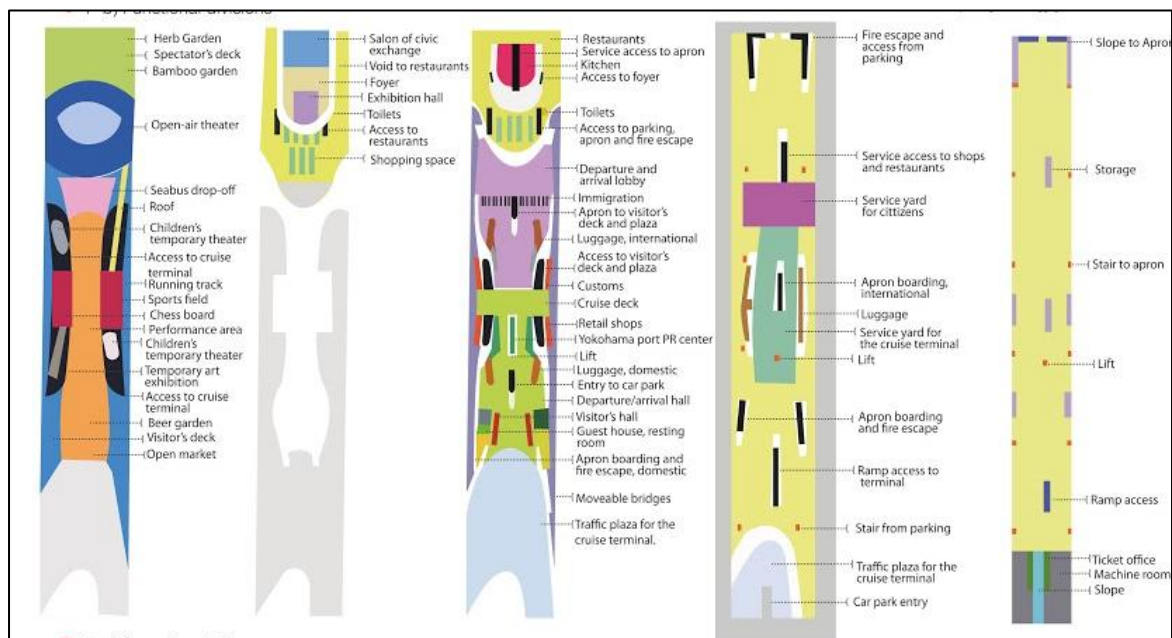 by Functional divisions
Herb Garden
Spectator's deck
Bamboo garden
Open-air theater
Seabus drop-off
Roof
Children's
temporary theater
Access to cruise
terminal
Running track
Sports field
Chess board
Performance area
Children's
temporary theater
Temporary art
exhibition
Access to cruise
terminal
Beer garden
Visitor's deck
Open market
Salon of civic
exchange
Void to restaurants
Foyer
Exhibition hall
Toilets
Access to
restaurants
Shopping space
Restaurants
Service access to apron
Kitchen
Access to foyer
Toilets
Access to parking,
apron and fire escape
Departure and
arrival lobby
Immigration
Apron to visitor's
deck and plaza
Luggage, international
Access to visitor's
deck and plaza
Customs
Cruise deck
Retail shops
Yokohama port PR center
Lift
Luggage, domestic
Entry to car park
Departure/arrival hall
Visitor's hall
Guest house, resting
room
Apron boarding and
fire escape, domestic
Moveable bridges
Traffic plaza for the
cruise terminal.
Fire escape and
access from
parking
Service access to shops
and restaurants
Service yard
for cittizens
Apron boarding,
international
Luggage
Service yard for
the cruise terminal
Lift
Apron boarding
and fire escape
Ramp access to
terminal
Stair from parking
Traffic plaza for the
cruise terminal
Car park entry
Slope to Apron
Storage
Stair to apron
Lift
Ramp access
Ticket office
Machine room
Slope